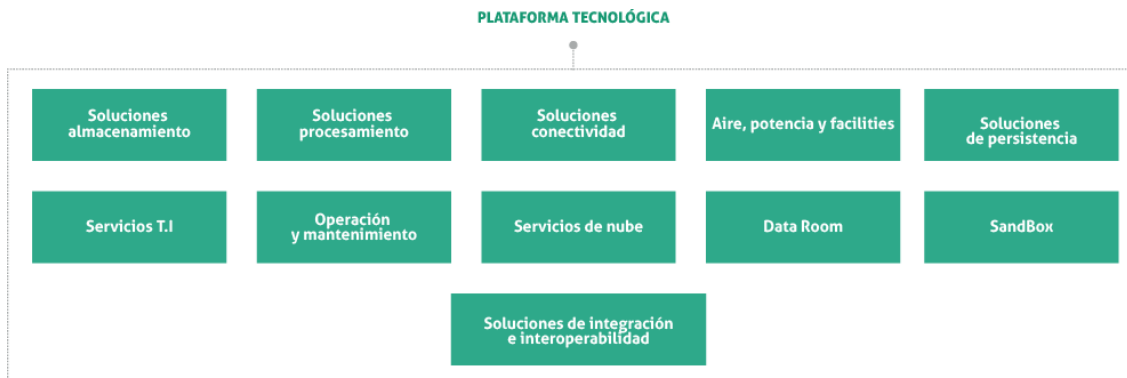 PLATAFORMA TECNOLÓGICA
Soluciones
almacenamiento
Soluciones
procesamiento
Soluciones
conectividad
Aire, potencia y facilities
Soluciones
de persistencia
Servicios T.I
Operación
y mantenimiento
Servicios de nube
Data Room
SandBox
Soluciones de integración
e interoperabilidad